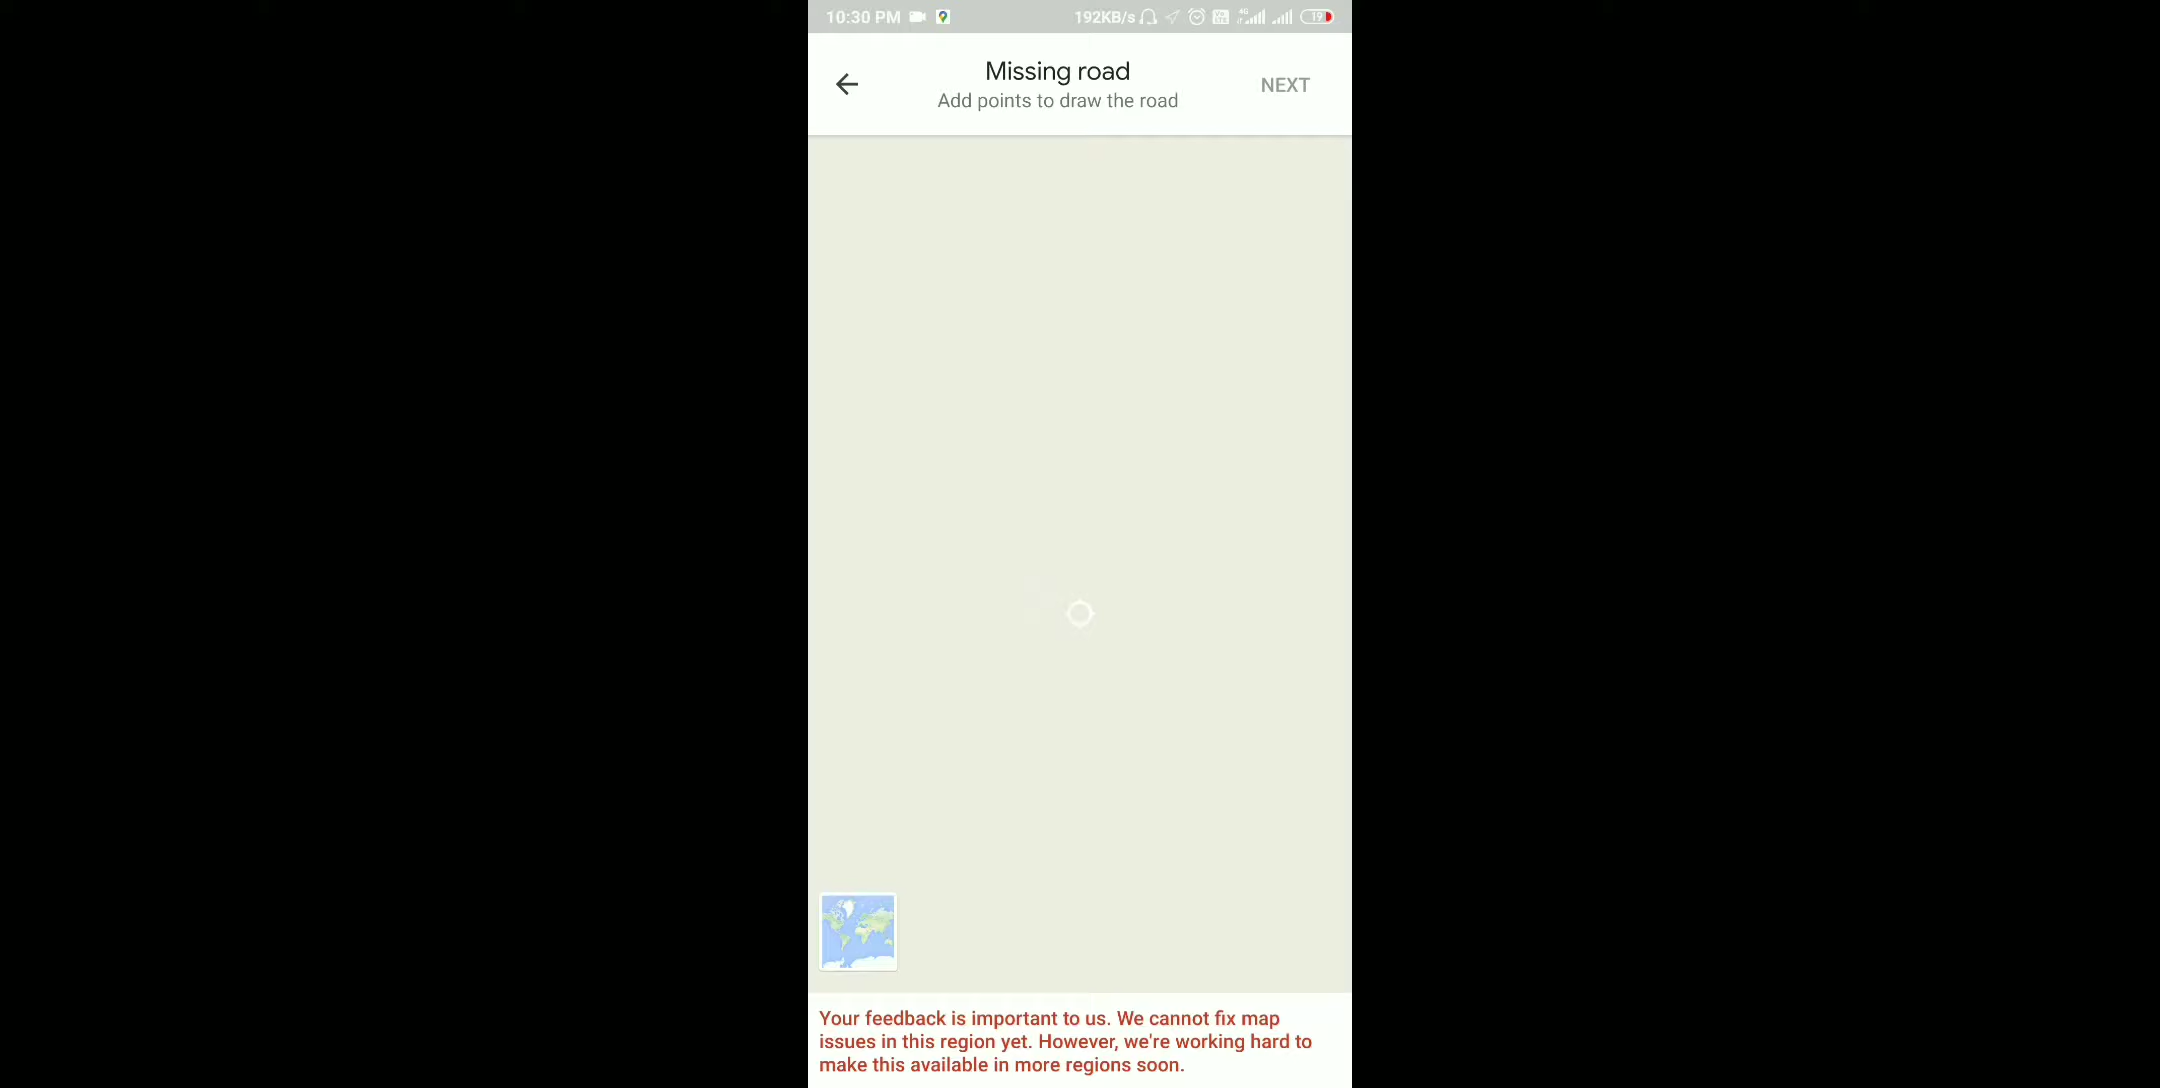 10:30 PM 192KB/s 4G 19
Missing road
Add points to draw the road
NEXT
Your feedback is important to us. We cannot fix map
issues in this region yet. However, we're working hard to
make this available in more regions soon.